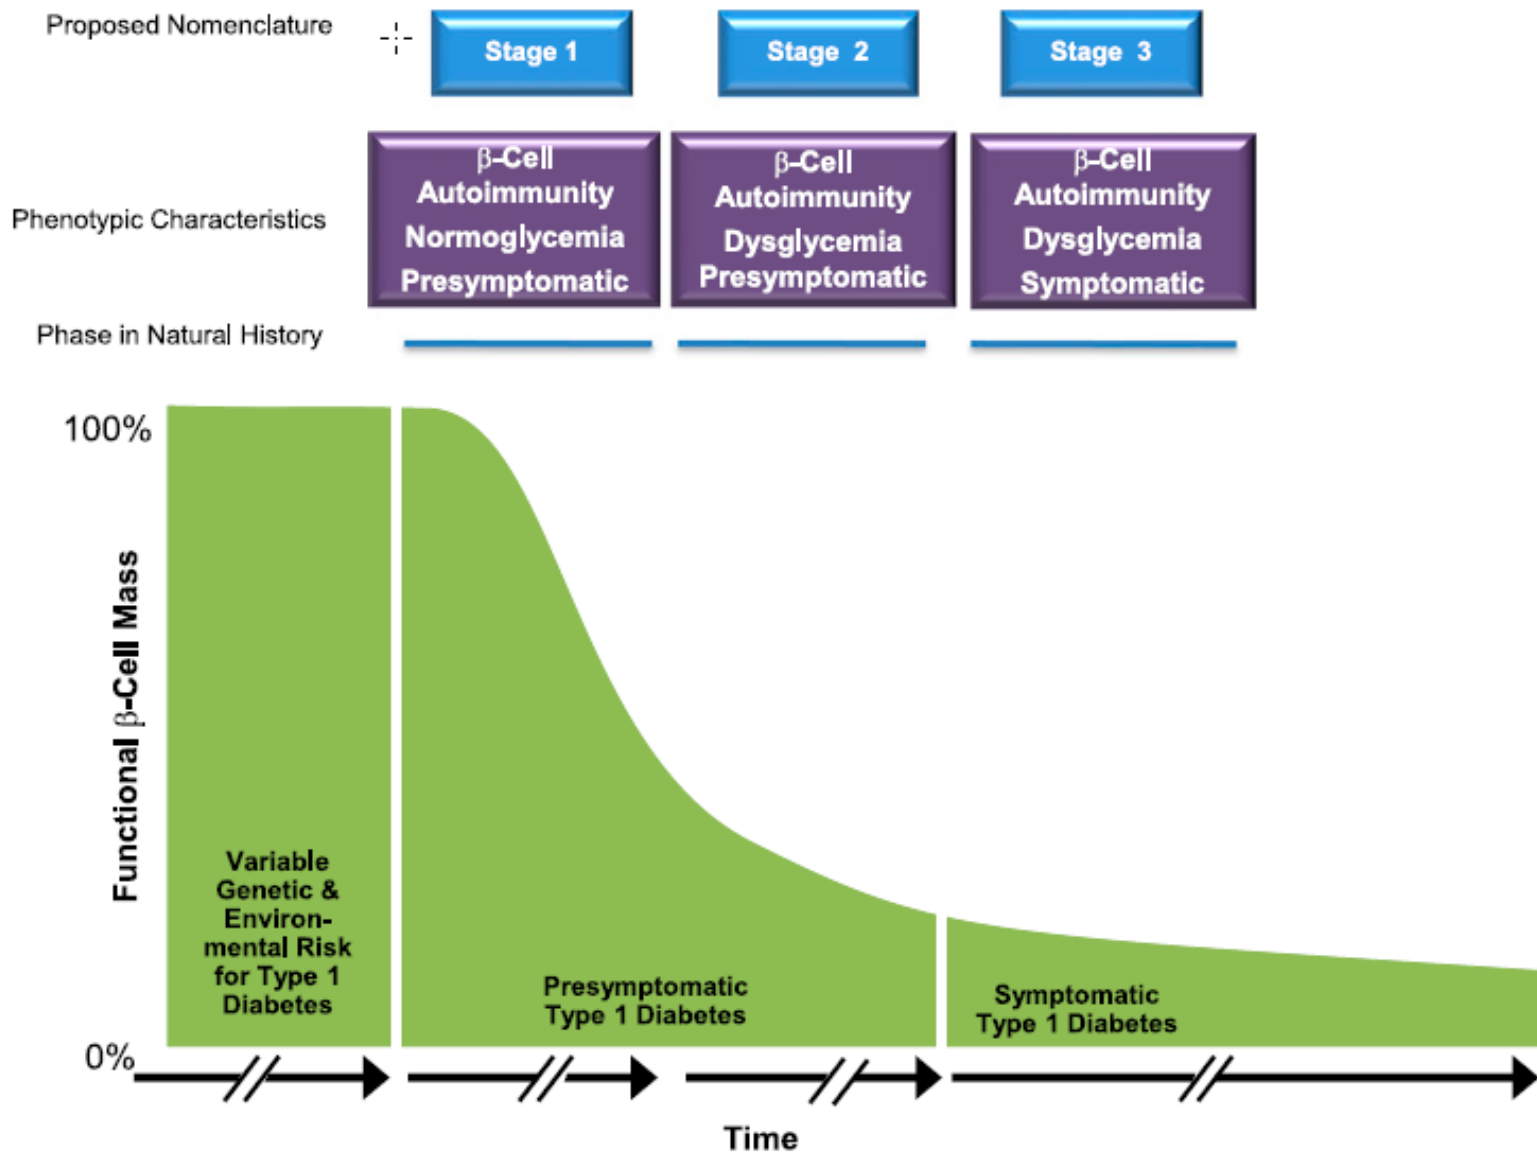 Proposed Nomenclature
Stage 1
Stage 2
Stage 3
Phenotypic Characteristics
β-Cell
Autoimmunity
Normoglycemia
Presymptomatic
β-Cell
Autoimmunity
Dysglycemia
Presymptomatic
β-Cell
Autoimmunity
Dysglycemia
Symptomatic
Phase in Natural History
100%
Functional β-Cell Mass
Variable
Genetic &
Environ-
mental Risk
for Type 1
Diabetes
Presymptomatic
Type 1 Diabetes
Symptomatic
Type 1 Diabetes
0%
Time